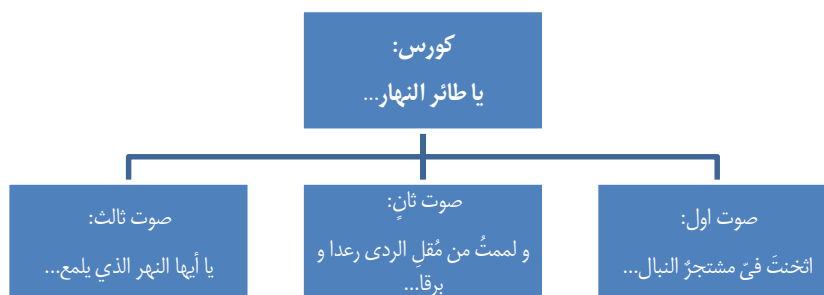 كورس:
يا طائر النهار...
صوت اول:
اثخنتَ فيّ مشتجرٌ النبال...
صوت ثانٍ:
و لممتُ من مُقلِ الردى رعدا و
برقا...
صوت ثالث:
يا أيها النهر الذي يلمع...